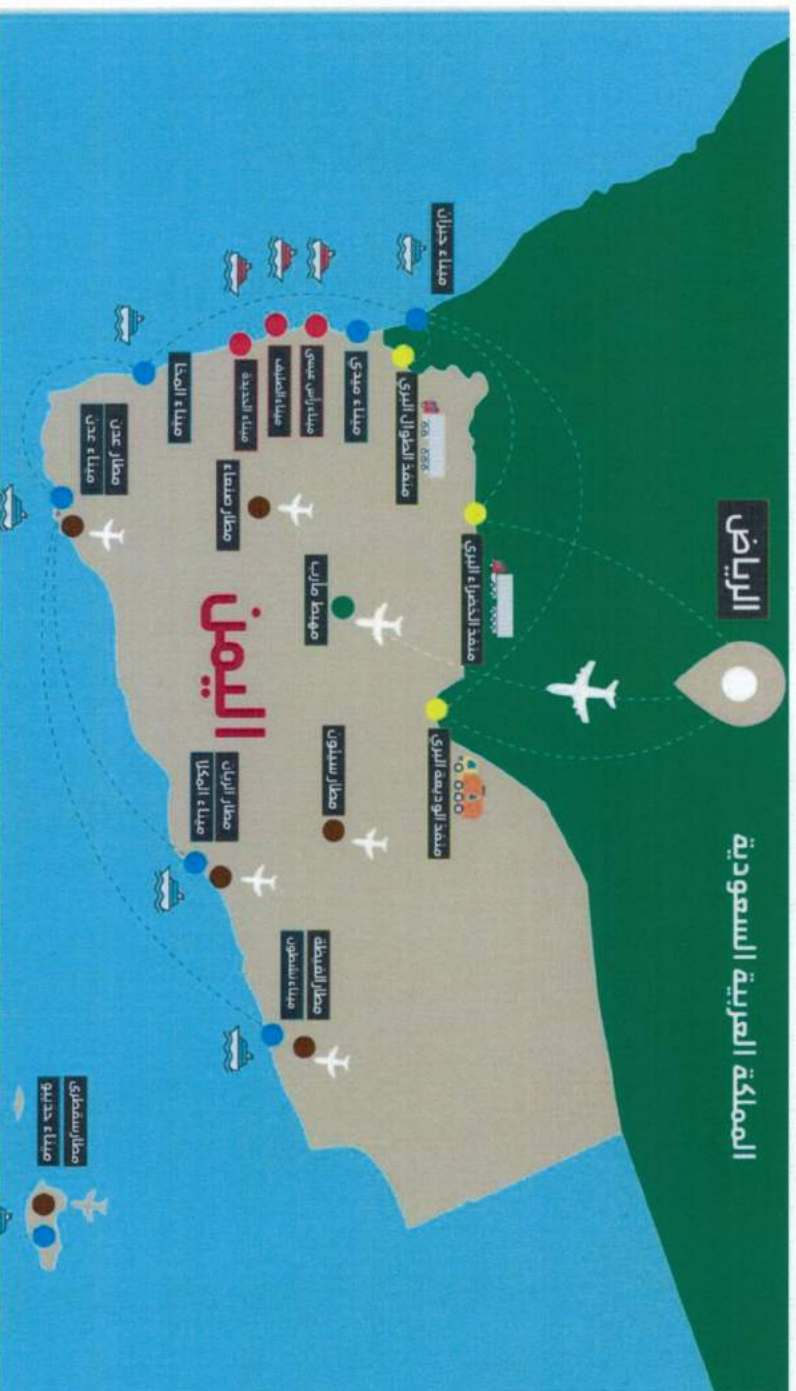 الرياض
المملكة العربية السعودية
ميناء جيزان
منفذ الطوال البري
منفذ الخضراء البري
منفذ الوديعة البري
ميناء ميدي
ميناء رأس عيسى
ميناء الصليف
ميناء الحديدة
ميناء المخا
مطار صنعاء
مهبط مأرب
مطار سيئون
اليمن
مطار عدن
ميناء عدن
مطار الريان
ميناء المكلا
مطار الغيظة
ميناء نشطون
مطار سقطرى
ميناء حديبو